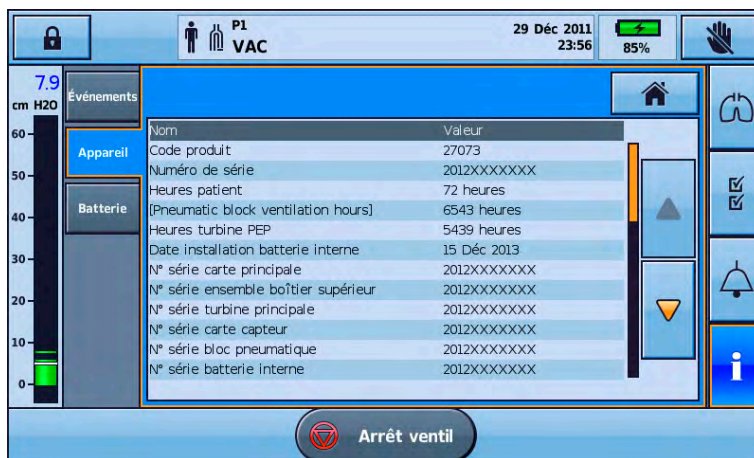 P1
VAC
29 Déc 2011
23:56
85%
7.9
cm H2O
60
50
40
30
20
10
0
Événements
Appareil
Batterie
Nom Valeur
Code produit 27073
Numéro de série 2012XXXXXXX
Heures patient 72 heures
[Pneumatic block ventilation hours] 6543 heures
Heures turbine PEP 5439 heures
Date installation batterie interne 15 Déc 2013
N° série carte principale 2012XXXXXXX
N° série ensemble boîtier supérieur 2012XXXXXXX
N° série turbine principale 2012XXXXXXX
N° série carte capteur 2012XXXXXXX
N° série bloc pneumatique 2012XXXXXXX
N° série batterie interne 2012XXXXXXX
i
Arrêt ventil